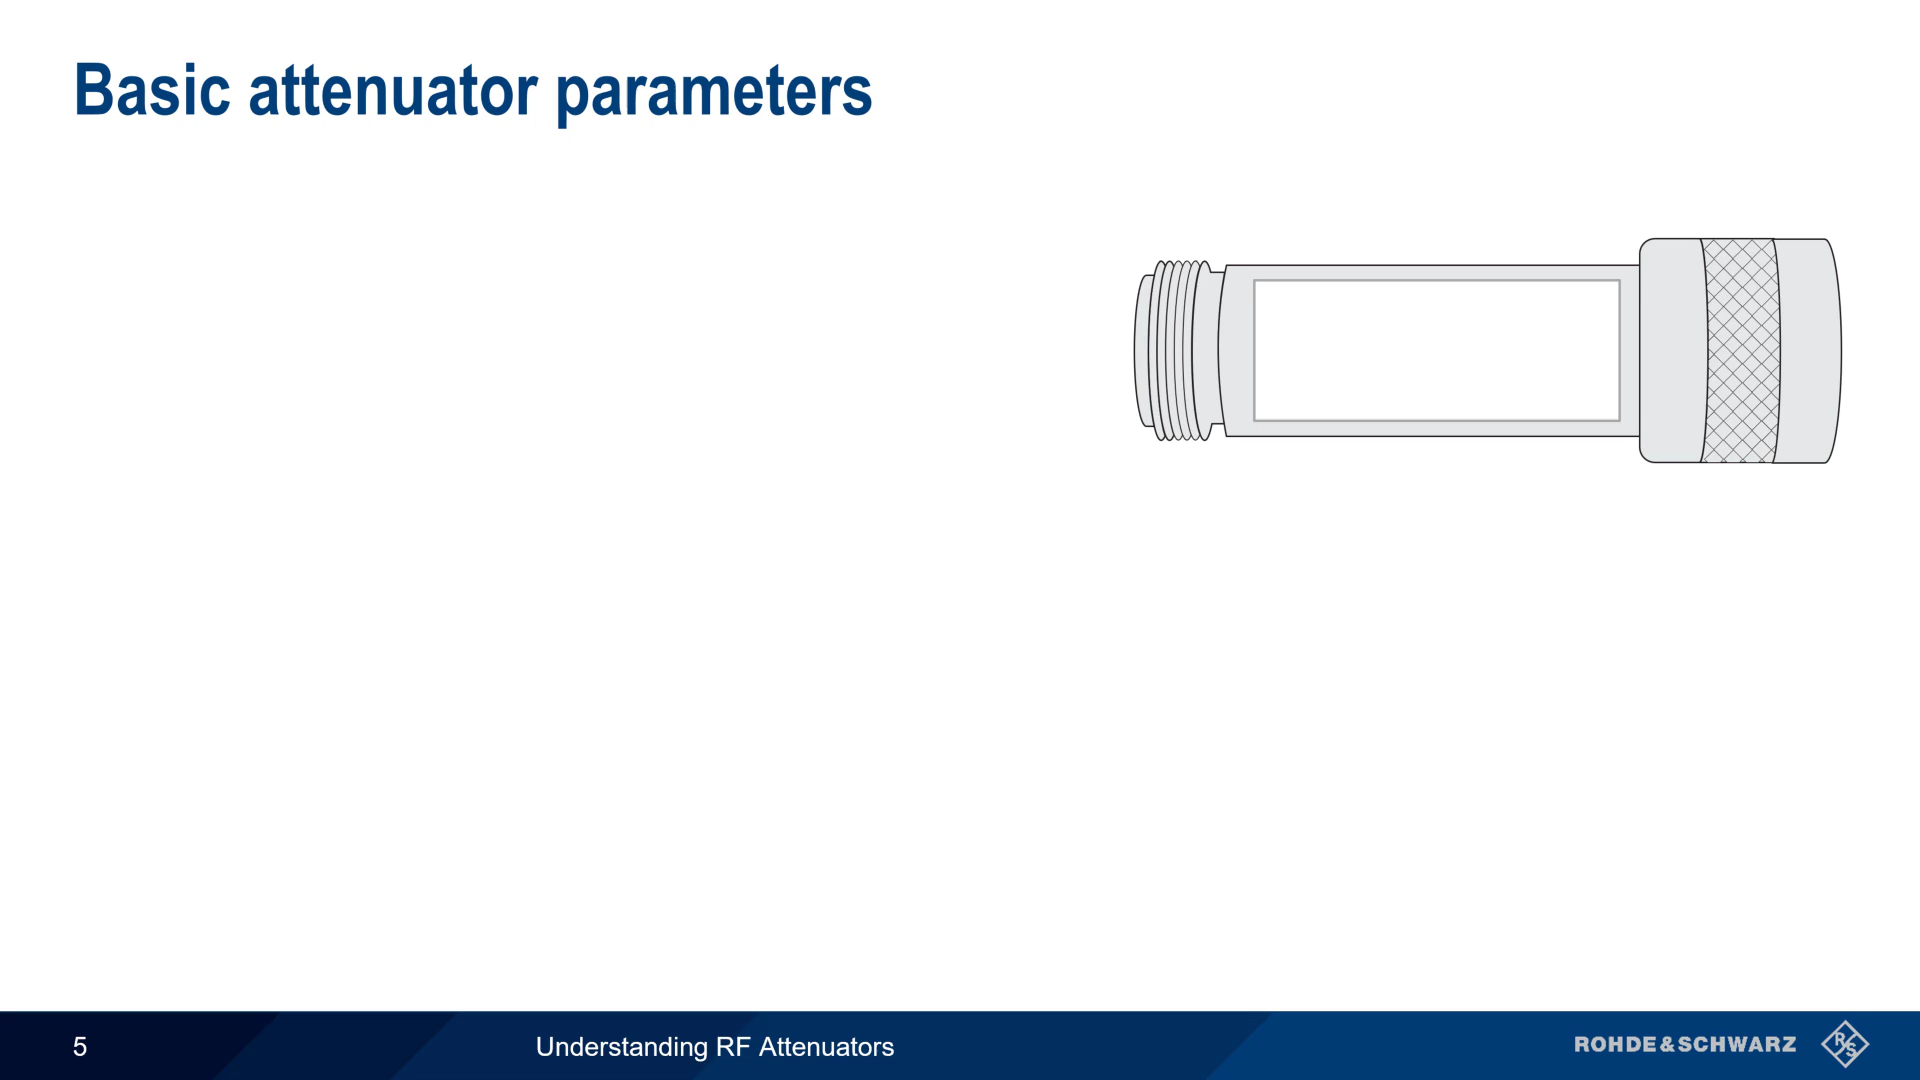 Basic attenuator parameters
5
Understanding RF Attenuators
ROHDE&SCHWARZ
R&S